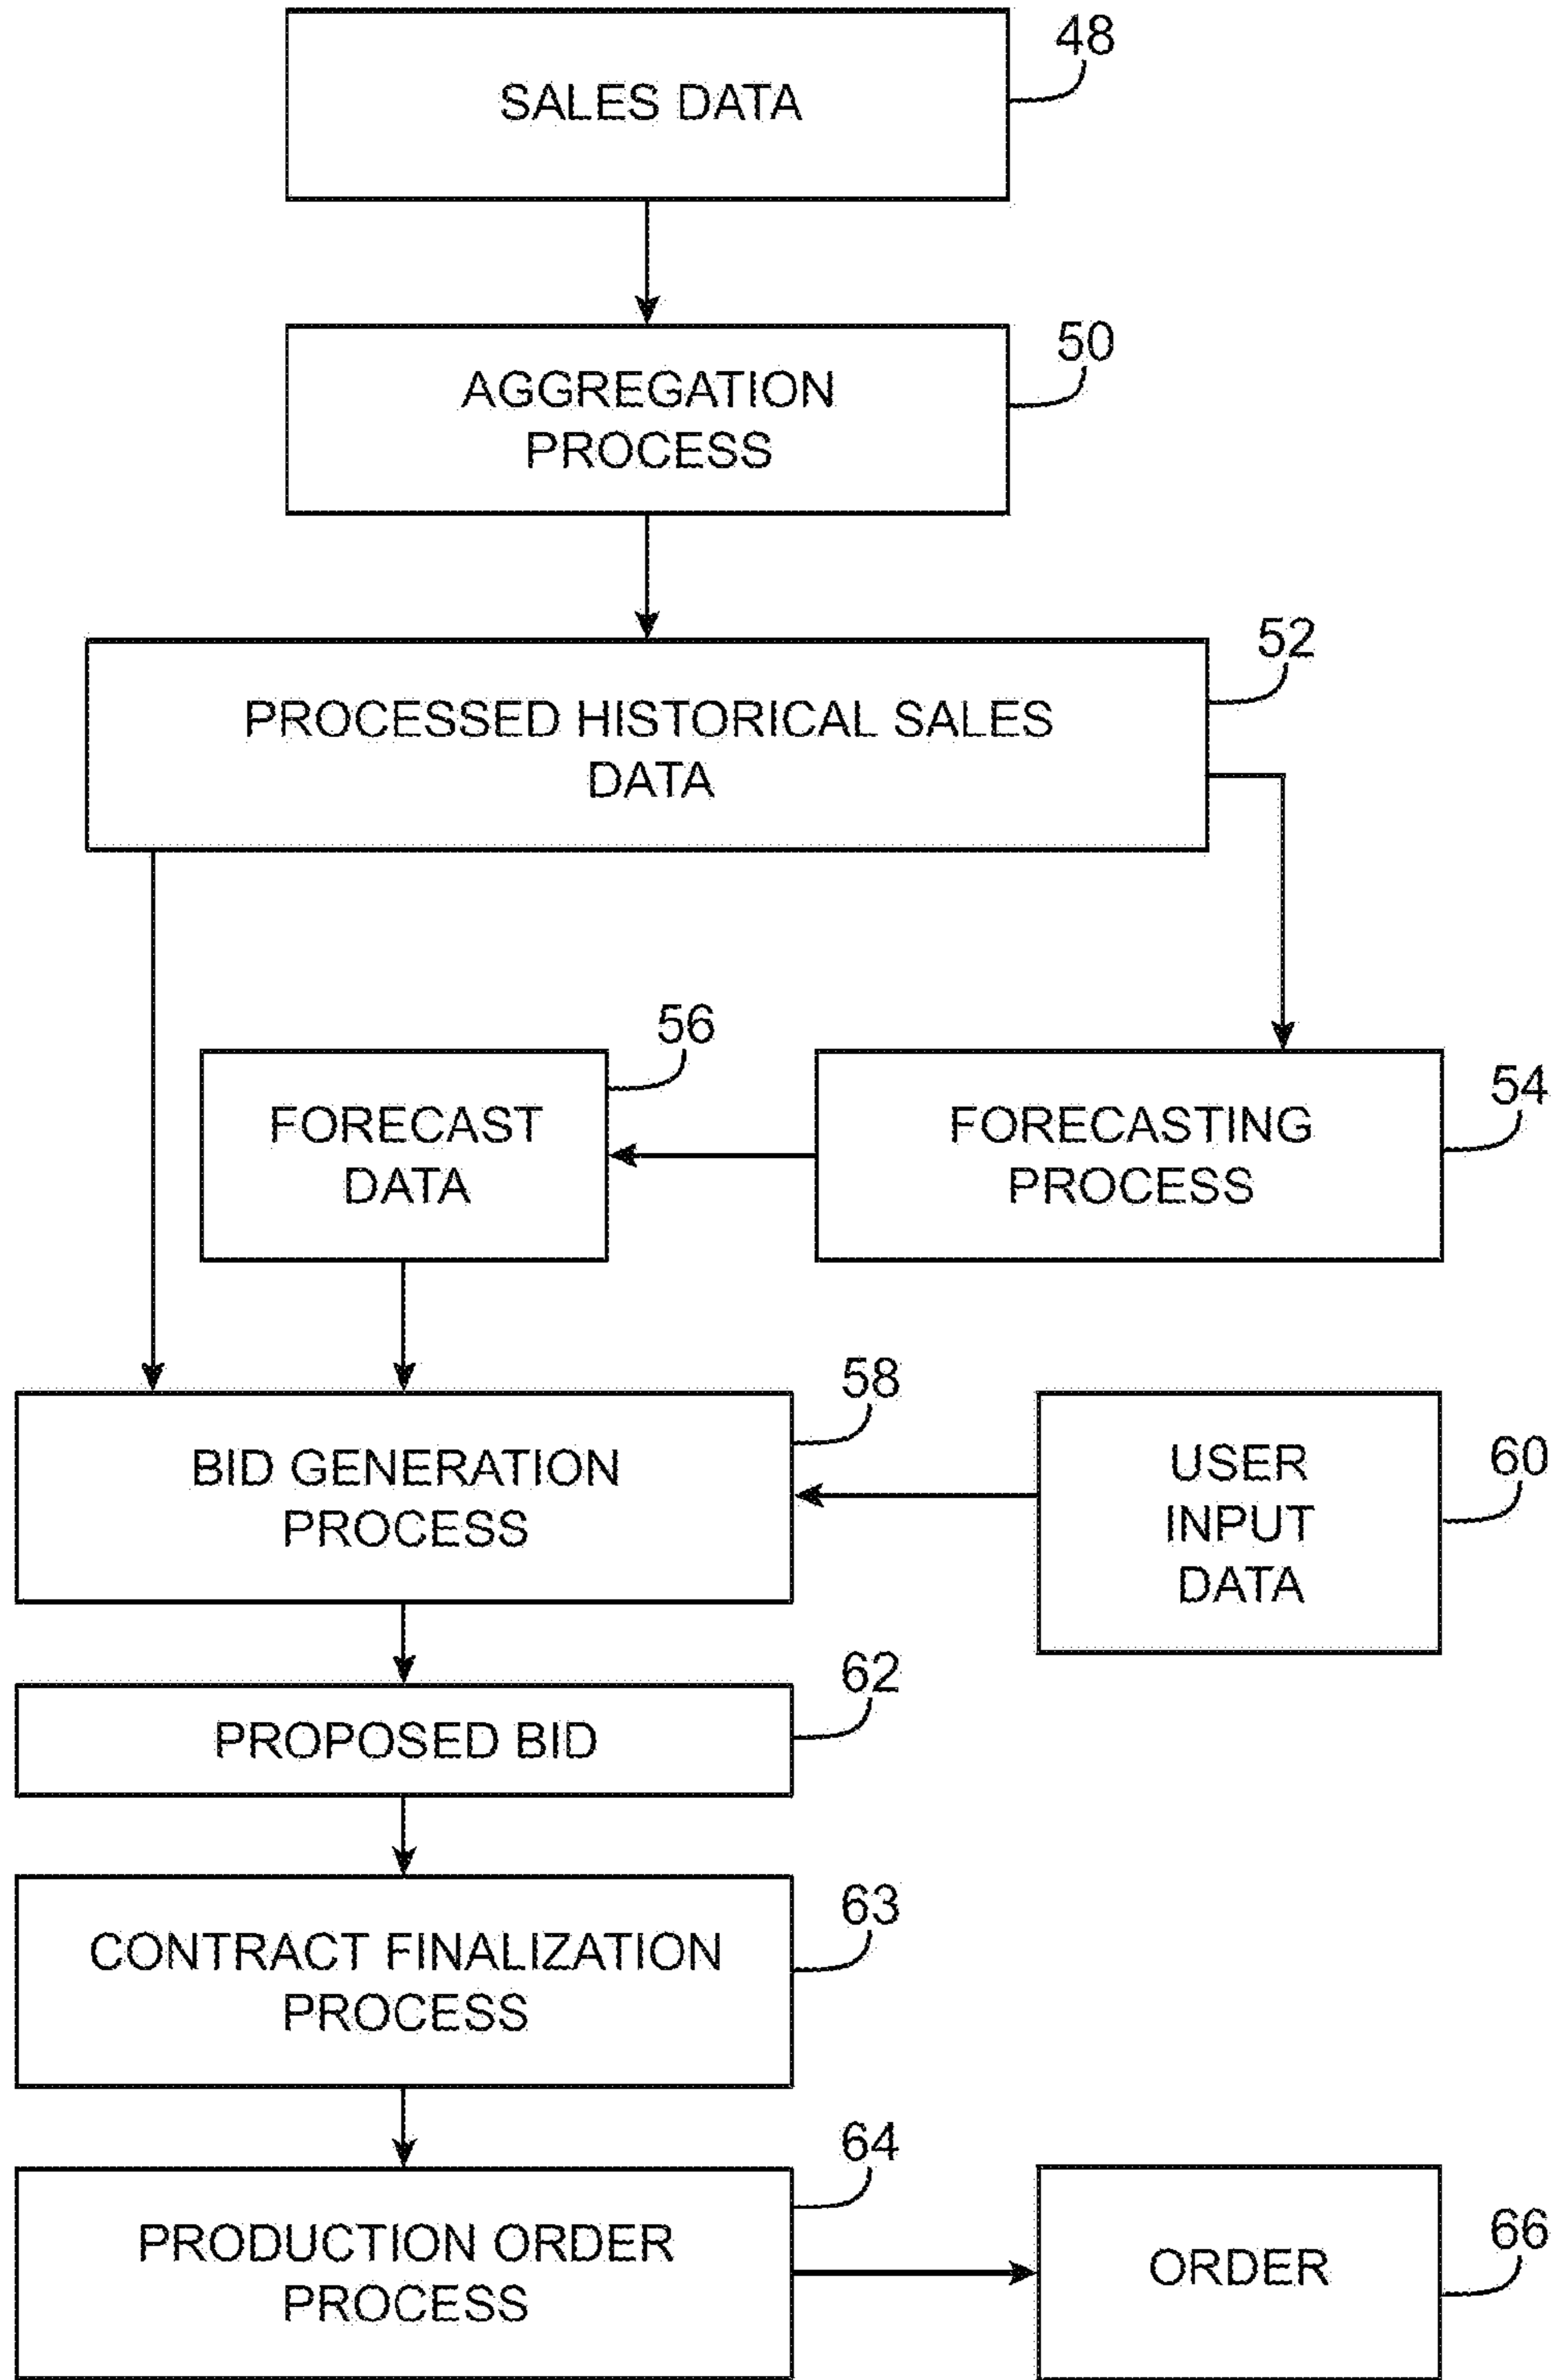 48
SALES DATA
50
AGGREGATION
PROCESS
52
PROCESSED HISTORICAL SALES
DATA
56
FORECAST
DATA
54
FORECASTING
PROCESS
58
BID GENERATION
PROCESS
60
USER
INPUT
DATA
62
PROPOSED BID
63
CONTRACT FINALIZATION
PROCESS
64
PRODUCTION ORDER
PROCESS
66
ORDER